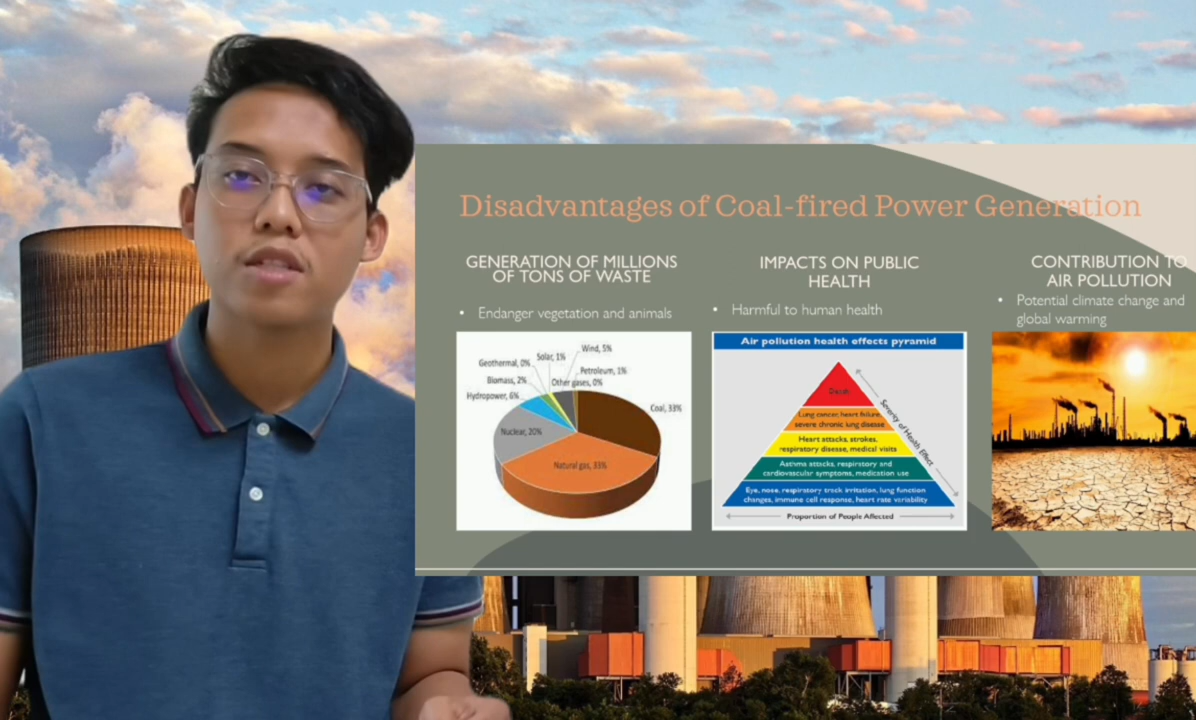 Disadvantages of Coal-fired Power Generation
GENERATION OF MILLIONS
OF TONS OF WASTE
• Endanger vegetation and animals
Wind, 5%
Solar, 1%
Geothermal, 0%
Petroleum, 1%
Biomass, 2%
Other gases, 0%
Hydropower, 6%
Coal, 33%
Nuclear, 20%
Natural gas, 33%
IMPACTS ON PUBLIC
HEALTH
• Harmful to human health
Air pollution health effects pyramid
Death
Lung cancer, heart failure,
severe chronic lung disease
Heart attacks, strokes,
respiratory disease, medical visits
Asthma attacks, respiratory and
cardiovascular symptoms, medication use
Eye, nose, respiratory track irritation, lung function
changes, immune cell response, heart rate variability
Severity of Health Effect
Proportion of People Affected
CONTRIBUTION TO
AIR POLLUTION
• Potential climate change and
global warming